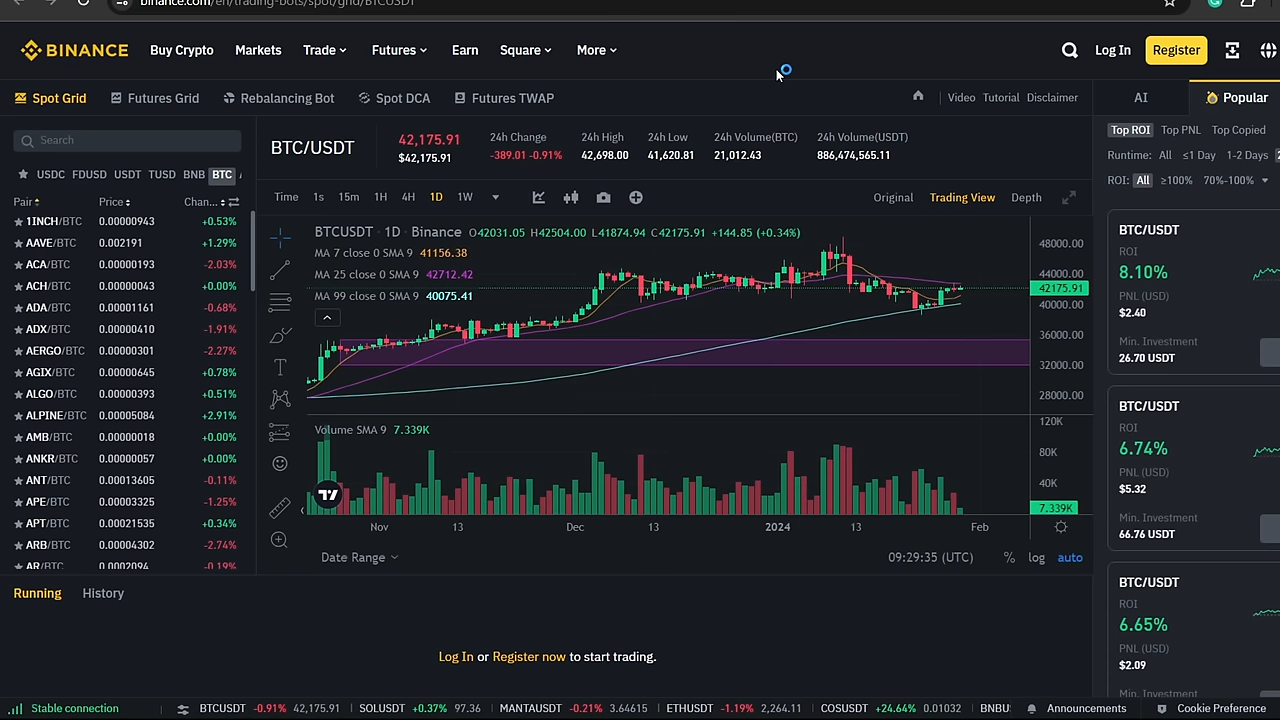 binance.com/en/trading-bots/spot/grid/BTCUSDT
BINANCE Buy Crypto Markets Trade Futures Earn Square More Log In Register
Spot Grid Futures Grid Rebalancing Bot Spot DCA Futures TWAP Video Tutorial Disclaimer AI Popular
Search
USDC FDUSD USDT TUSD BNB BTC
Pair Price Chan...
1INCH/BTC 0.00000943 +0.53%
AAVE/BTC 0.002191 +1.29%
ACA/BTC 0.00000193 -2.03%
ACH/BTC 0.00000043 +0.00%
ADA/BTC 0.00001161 -0.68%
ADX/BTC 0.00000410 -1.91%
AERGO/BTC 0.00000301 -2.27%
AGIX/BTC 0.00000645 +0.78%
ALGO/BTC 0.00000393 +0.51%
ALPINE/BTC 0.00005084 +2.91%
AMB/BTC 0.00000018 +0.00%
ANKR/BTC 0.00000057 +0.00%
ANT/BTC 0.00013605 -0.11%
APE/BTC 0.00003325 -1.25%
APT/BTC 0.00021535 +0.34%
ARB/BTC 0.00004302 -2.74%
AR/BTC 0.0002094 -0.19%
BTC/USDT
42,175.91
$42,175.91
24h Change
-389.01 -0.91%
24h High
42,698.00
24h Low
41,620.81
24h Volume(BTC)
21,012.43
24h Volume(USDT)
886,474,565.11
Time 1s 15m 1H 4H 1D 1W Original Trading View Depth
BTCUSDT · 1D · Binance O42031.05 H42504.00 L41874.94 C42175.91 +144.85 (+0.34%)
MA 7 close 0 SMA 9 41156.38
MA 25 close 0 SMA 9 42712.42
MA 99 close 0 SMA 9 40075.41
48000.00
44000.00
42175.91
40000.00
36000.00
32000.00
28000.00
Volume SMA 9 7.339K
120K
80K
40K
7.339K
Nov 13 Dec 13 2024 13 Feb
Date Range 09:29:35 (UTC) % log auto
Running History
Log In or Register now to start trading.
Top ROI Top PNL Top Copied
Runtime: All ≤1 Day 1-2 Days
ROI: All ≥100% 70%-100%
BTC/USDT
ROI
8.10%
PNL (USD)
$2.40
Min. Investment
26.70 USDT
BTC/USDT
ROI
6.74%
PNL (USD)
$5.32
Min. Investment
66.76 USDT
BTC/USDT
ROI
6.65%
PNL (USD)
$2.09
Min. Investment
Stable connection BTCUSDT -0.91% 42,175.91 SOLUSDT +0.37% 97.36 MANTAUSDT -0.21% 3.64615 ETHUSDT -1.19% 2,264.11 COSUSDT +24.64% 0.01032 BNBU Announcements Cookie Preference